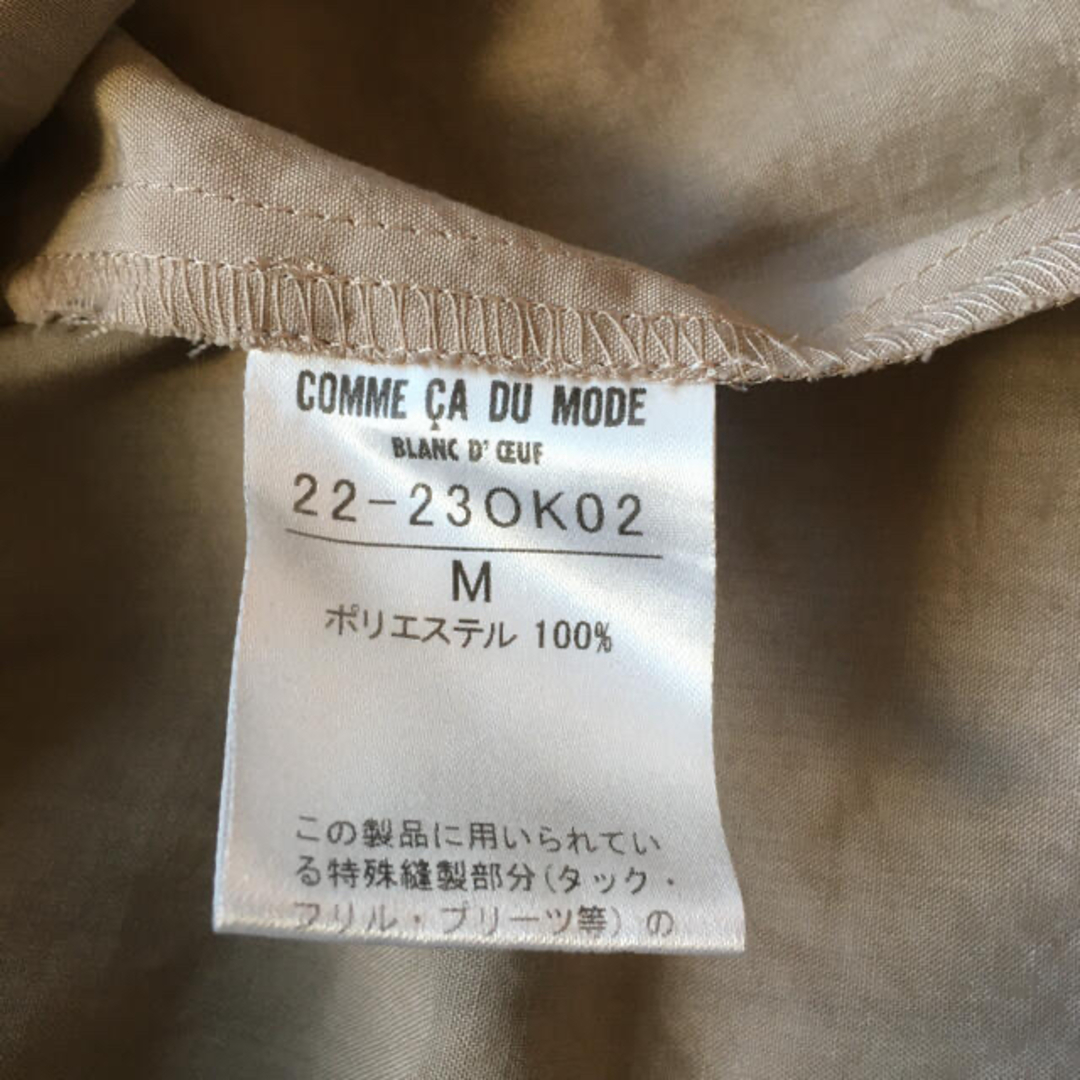 COMME ÇA DU MODE
BLANC D'ŒUF
22-23OK02
M
ポリエステル 100%
この製品に用いられてい
る特殊縫製部分(タック・
フリル・プリーツ等)の